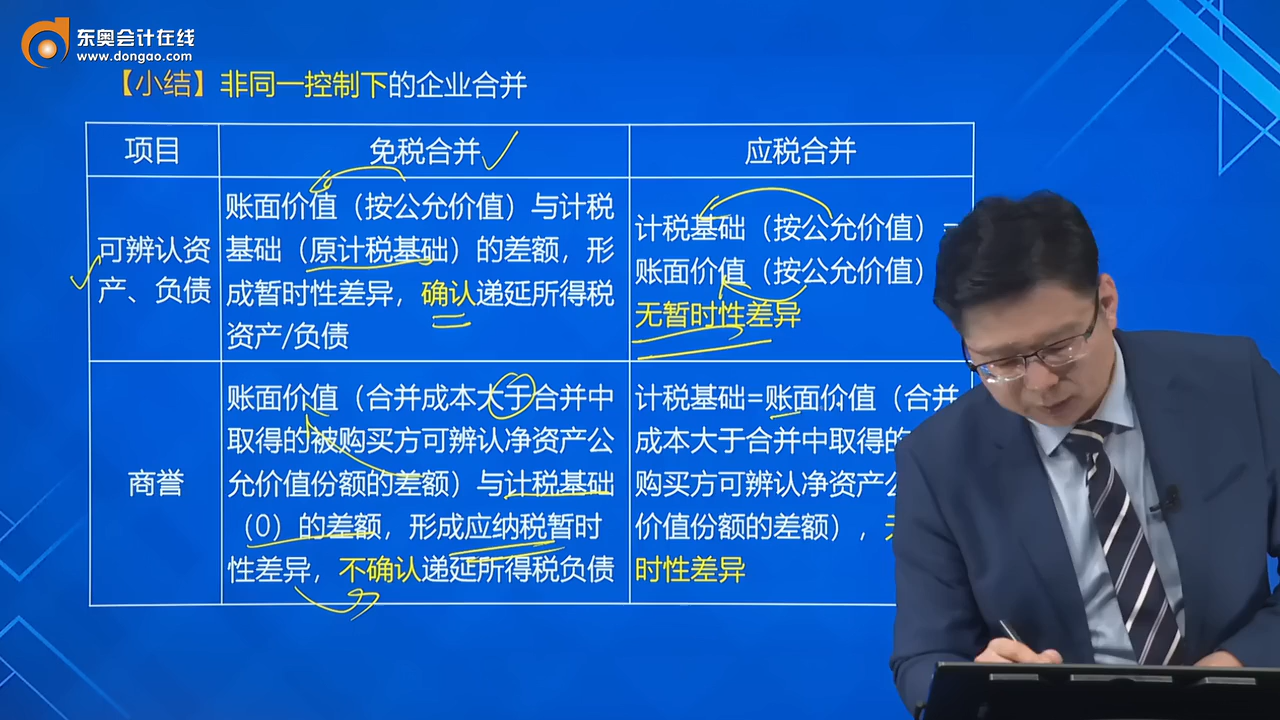 东奥会计在线
www.dongao.com
【小结】非同一控制下的企业合并
项目
免税合并
应税合并
可辨认资
产、负债
账面价值（按公允价值）与计税
基础（原计税基础）的差额，形
成暂时性差异，确认递延所得税
资产/负债
计税基础（按公允价值）
账面价值（按公允价值）
无暂时性差异
商誉
账面价值（合并成本大于合并中
取得的被购买方可辨认净资产公
允价值份额的差额）与计税基础
（0）的差额，形成应纳税暂时
性差异，不确认递延所得税负债
计税基础=账面价值（合并
成本大于合并中取得的
购买方可辨认净资产
价值份额的差额），
时性差异